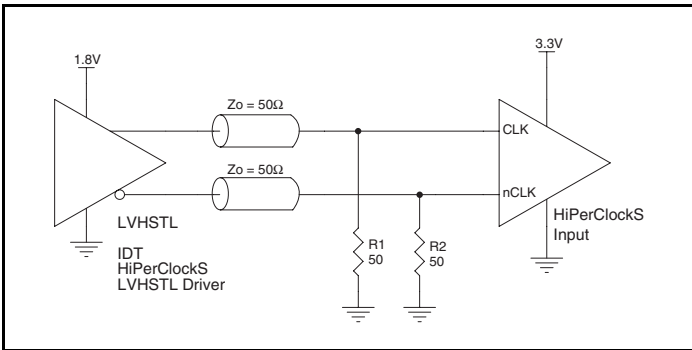 1.8V
3.3V
Zo = 50Ω
CLK
Zo = 50Ω
nCLK
LVHSTL
IDT
HiPerClockS
LVHSTL Driver
R1
50
R2
50
HiPerClockS
Input